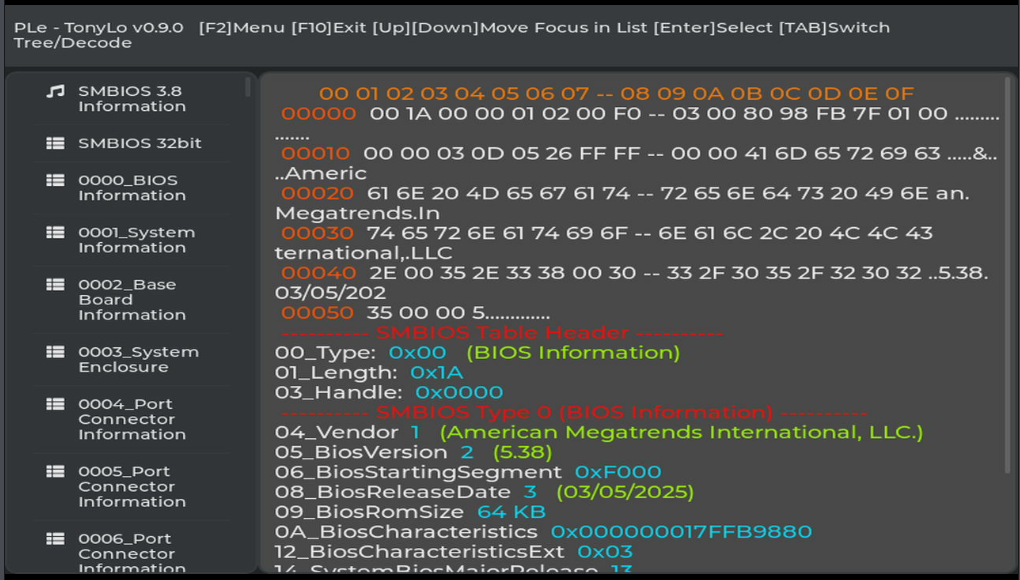 PLe - TonyLo v0.9.0 [F2]Menu [F10]Exit [Up][Down]Move Focus in List [Enter]Select [TAB]Switch
Tree/Decode
SMBIOS 3.8
Information
SMBIOS 32bit
0000_BIOS
Information
0001_System
Information
0002_Base
Board
Information
0003_System
Enclosure
0004_Port
Connector
Information
0005_Port
Connector
Information
0006_Port
Connector
Information
00 01 02 03 04 05 06 07 -- 08 09 0A 0B 0C 0D 0E 0F
00000 00 1A 00 00 01 02 00 F0 -- 03 00 80 98 FB 7F 01 00 .........
.......
00010 00 00 03 0D 05 26 FF FF -- 00 00 41 6D 65 72 69 63 .....&..
..Americ
00020 61 6E 20 4D 65 67 61 74 -- 72 65 6E 64 73 20 49 6E an.
Megatrends.In
00030 74 65 72 6E 61 74 69 6F -- 6E 61 6C 2C 20 4C 4C 43
ternational,.LLC
00040 2E 00 35 2E 33 38 00 30 -- 33 2F 30 35 2F 32 30 32 ..5.38.
03/05/202
00050 35 00 00 5.............
---------- SMBIOS Table Header ----------
00_Type: 0x00 (BIOS Information)
01_Length: 0x1A
03_Handle: 0x0000
---------- SMBIOS Type 0 (BIOS Information) ----------
04_Vendor 1 (American Megatrends International, LLC.)
05_BiosVersion 2 (5.38)
06_BiosStartingSegment 0xF000
08_BiosReleaseDate 3 (03/05/2025)
09_BiosRomSize 64 KB
0A_BiosCharacteristics 0x000000017FFB9880
12_BiosCharacteristicsExt 0x03
14_SystemBiosMajorRelease 13